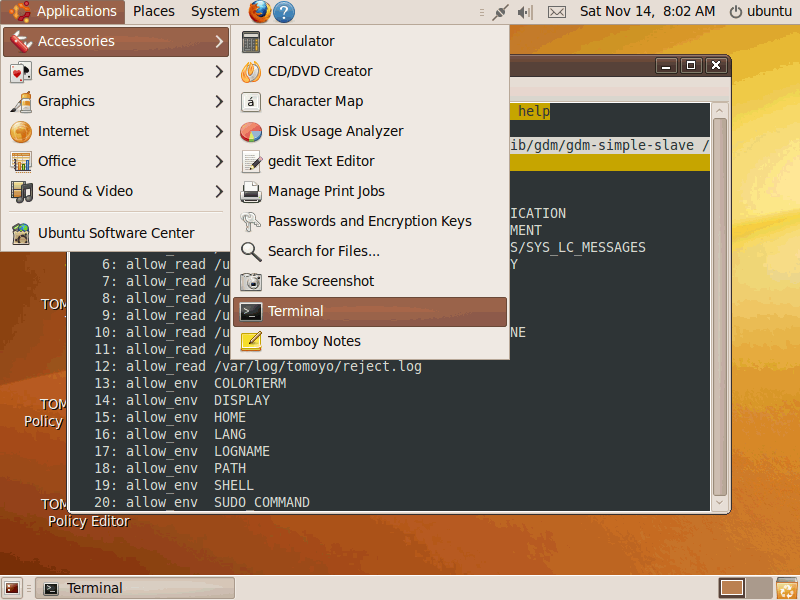 Applications Places System Sat Nov 14, 8:02 AM ubuntu
Accessories
Games
Graphics
Internet
Office
Sound & Video
Ubuntu Software Center
Calculator
CD/DVD Creator
Character Map
Disk Usage Analyzer
gedit Text Editor
Manage Print Jobs
Passwords and Encryption Keys
Search for Files...
Take Screenshot
Terminal
Tomboy Notes
help
ib/gdm/gdm-simple-slave /
ICATION
MENT
S/SYS_LC_MESSAGES
6: allow_read /u Y
7: allow_read /u
8: allow_read /u
9: allow_read /u
10: allow_read /u NE
11: allow_read /u
12: allow_read /var/log/tomoyo/reject.log
13: allow_env COLORTERM
14: allow_env DISPLAY
15: allow_env HOME
16: allow_env LANG
17: allow_env LOGNAME
18: allow_env PATH
19: allow_env SHELL
20: allow_env SUDO_COMMAND
TOM
TOM
Policy
TOM
Policy Editor
Terminal